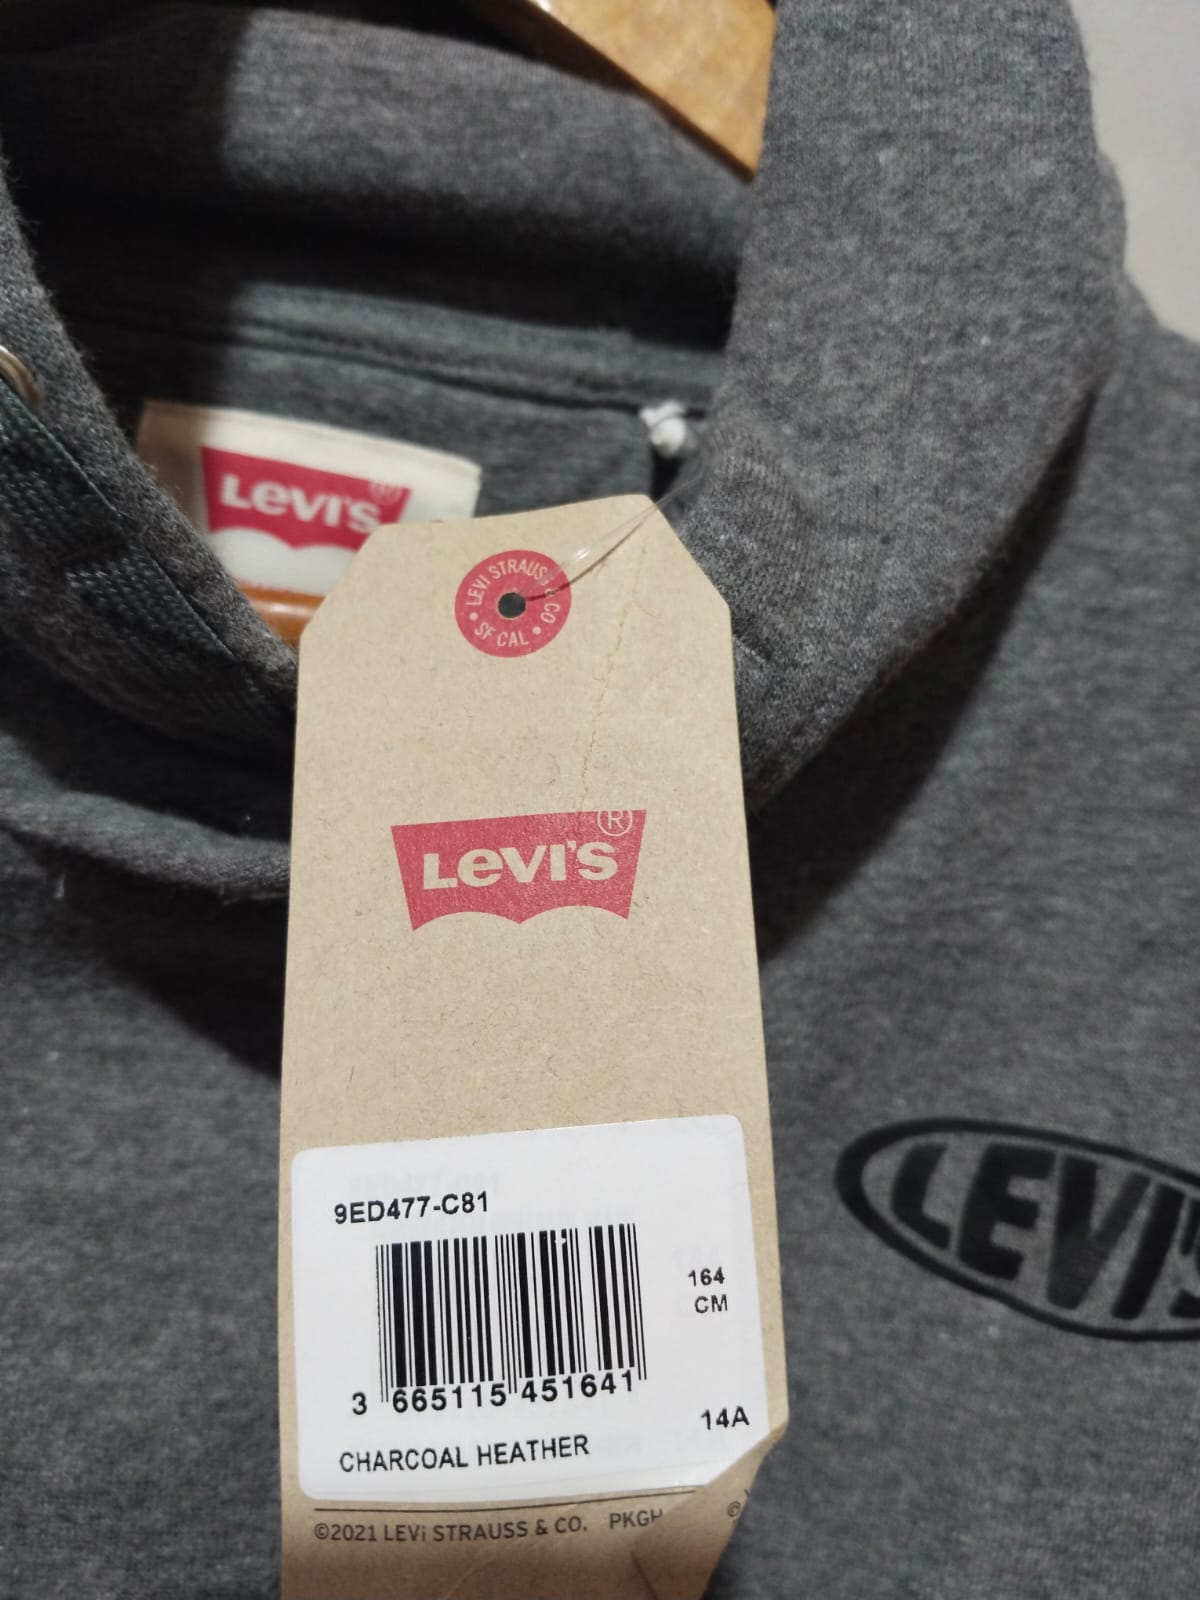 Levi's®
LEVI STRAUSS & CO
• SF CAL •
Levi's®
9ED477-C81
164
CM
3 665115 451641
14A
CHARCOAL HEATHER
©2021 LEVi STRAUSS & CO. PKGH
LEVI'S